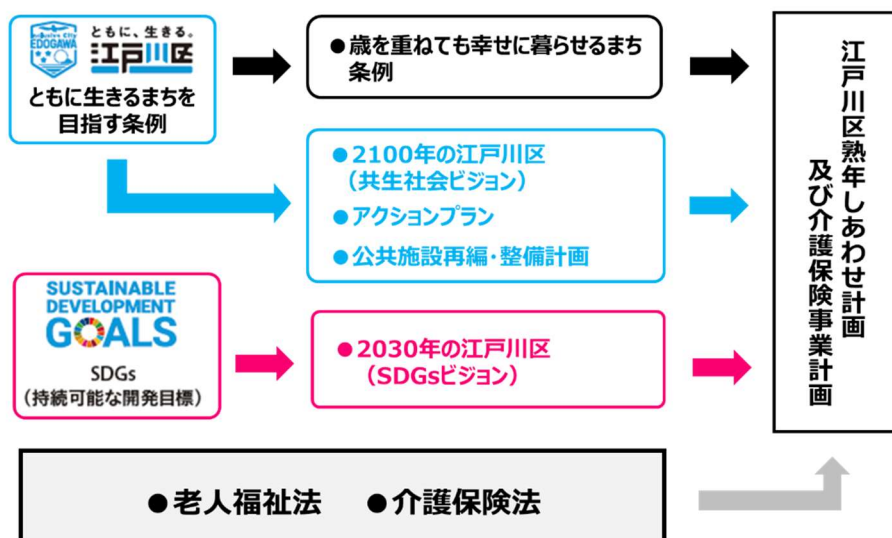 Inclusive City
EDOGAWA
ともに、生きる。
江戸川区
ともに生きるまちを
目指す条例
●歳を重ねても幸せに暮らせるまち
条例
●2100年の江戸川区
（共生社会ビジョン）
●アクションプラン
●公共施設再編・整備計画
SUSTAINABLE
DEVELOPMENT
GOALS
SDGs
（持続可能な開発目標）
●2030年の江戸川区
（SDGsビジョン）
江戸川区熟年しあわせ計画
及び介護保険事業計画
●老人福祉法　●介護保険法